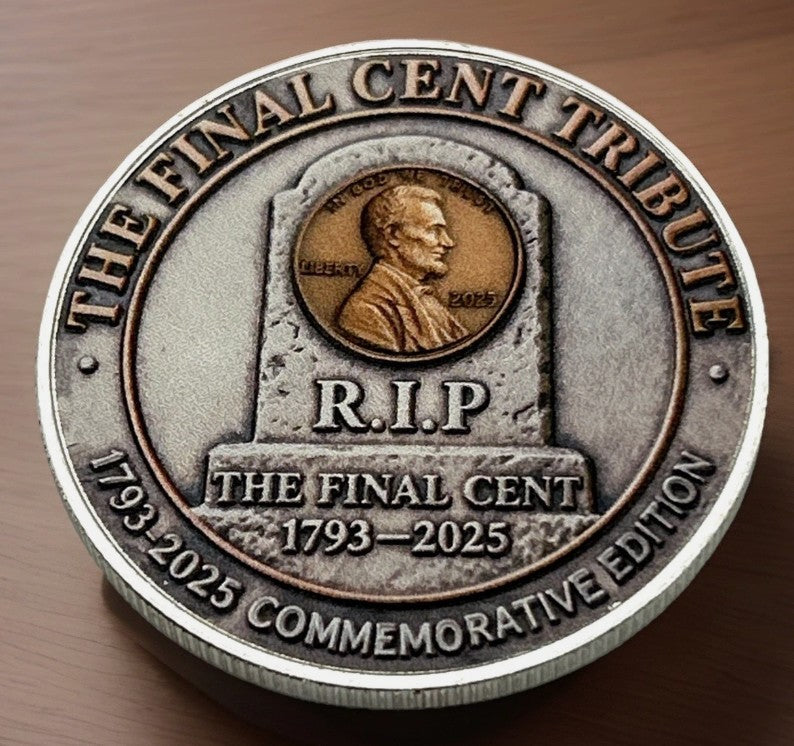 THE FINAL CENT TRIBUTE
IN GOD WE TRUST
LIBERTY
2025
R.I.P
THE FINAL CENT
1793—2025
1793-2025 COMMEMORATIVE EDITION